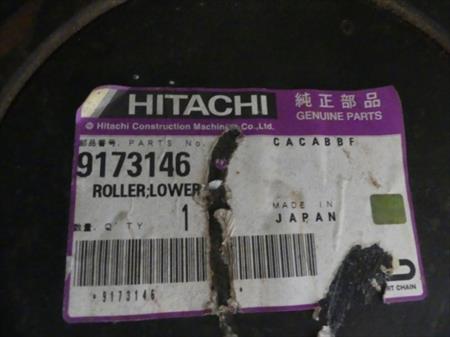 HITACHI
純正部品
GENUINE PARTS
© Hitachi Construction Machinery Co., Ltd.
部品番号. PARTS No.
CACABBF
9173146
ROLLER;LOWER
MADE IN
JAPAN
数量. Q'TY 1
*9173146*
CHAIN